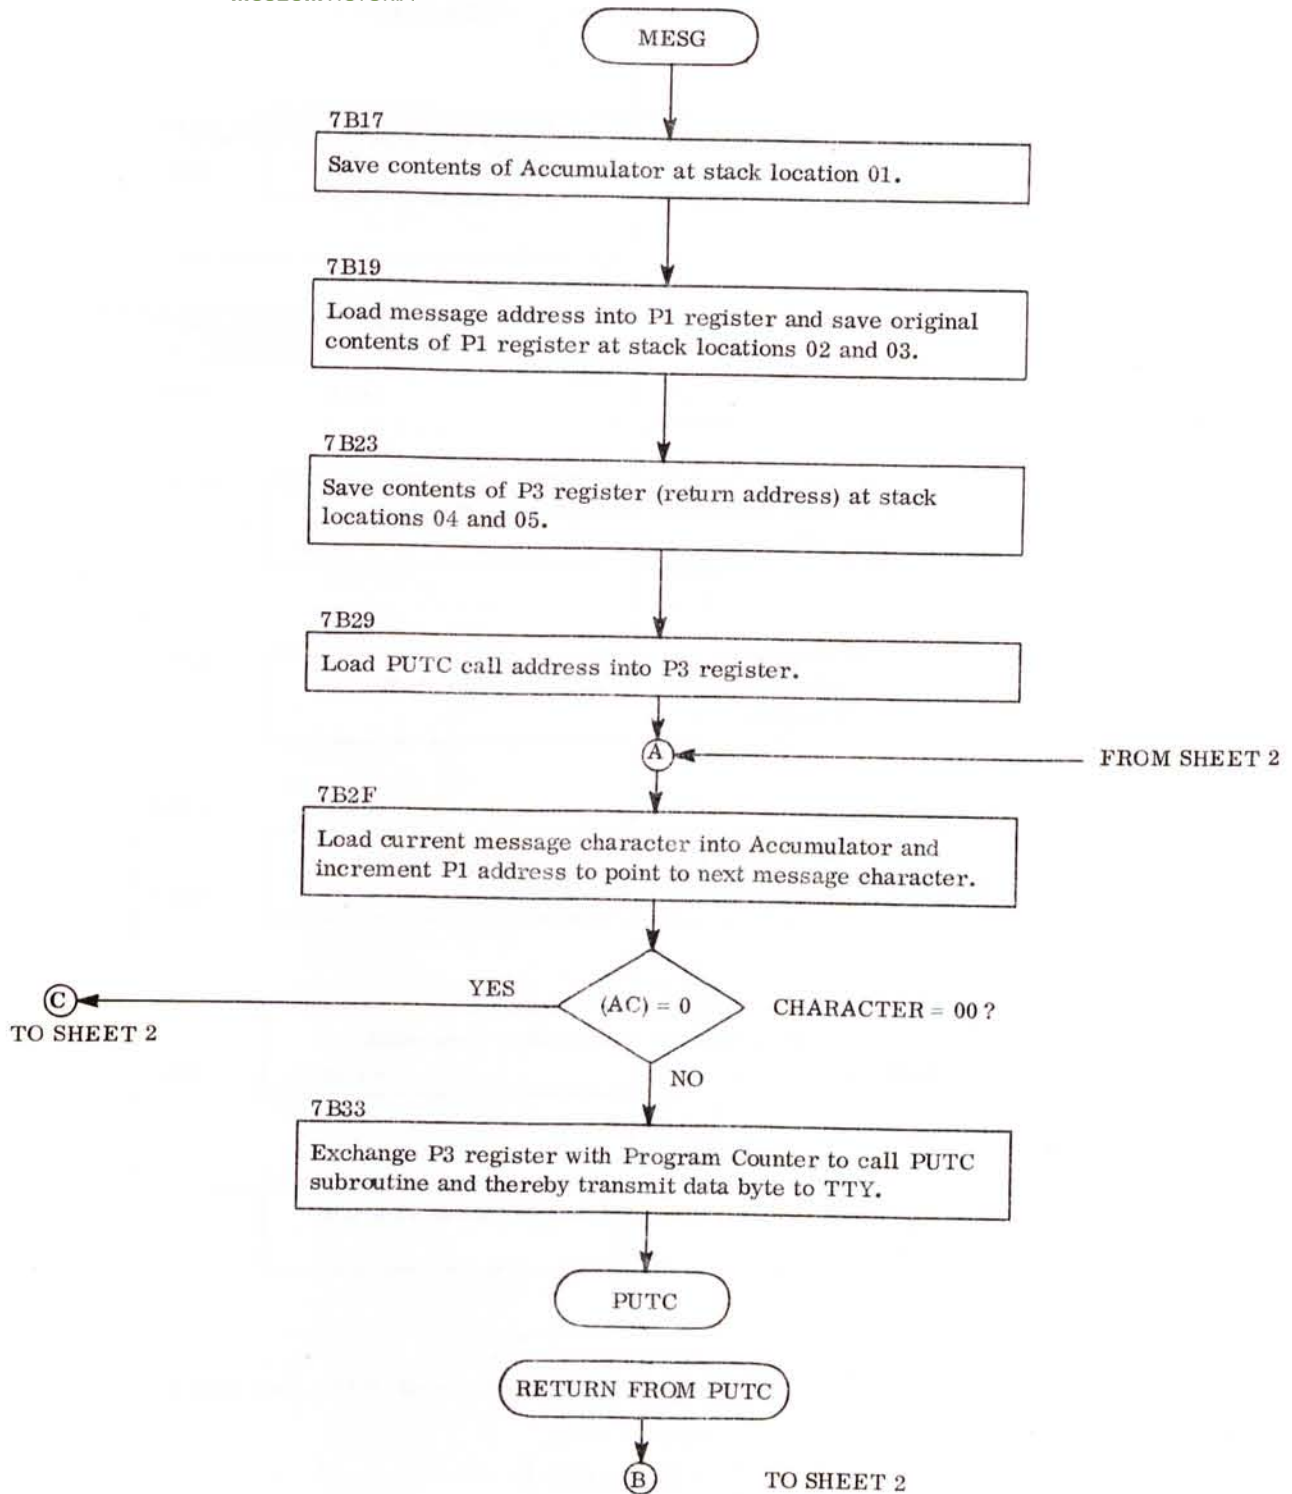 MESG
7B17
Save contents of Accumulator at stack location 01.
7B19
Load message address into P1 register and save original
contents of P1 register at stack locations 02 and 03.
7B23
Save contents of P3 register (return address) at stack
locations 04 and 05.
7B29
Load PUTC call address into P3 register.
A
FROM SHEET 2
7B2F
Load current message character into Accumulator and
increment P1 address to point to next message character.
YES
(AC) = 0
CHARACTER = 00 ?
C
TO SHEET 2
NO
7B33
Exchange P3 register with Program Counter to call PUTC
subroutine and thereby transmit data byte to TTY.
PUTC
RETURN FROM PUTC
B
TO SHEET 2